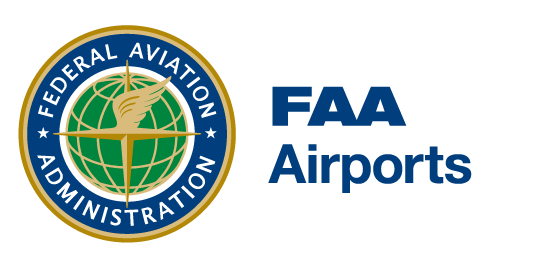 FEDERAL AVIATION
ADMINISTRATION
FAA
Airports